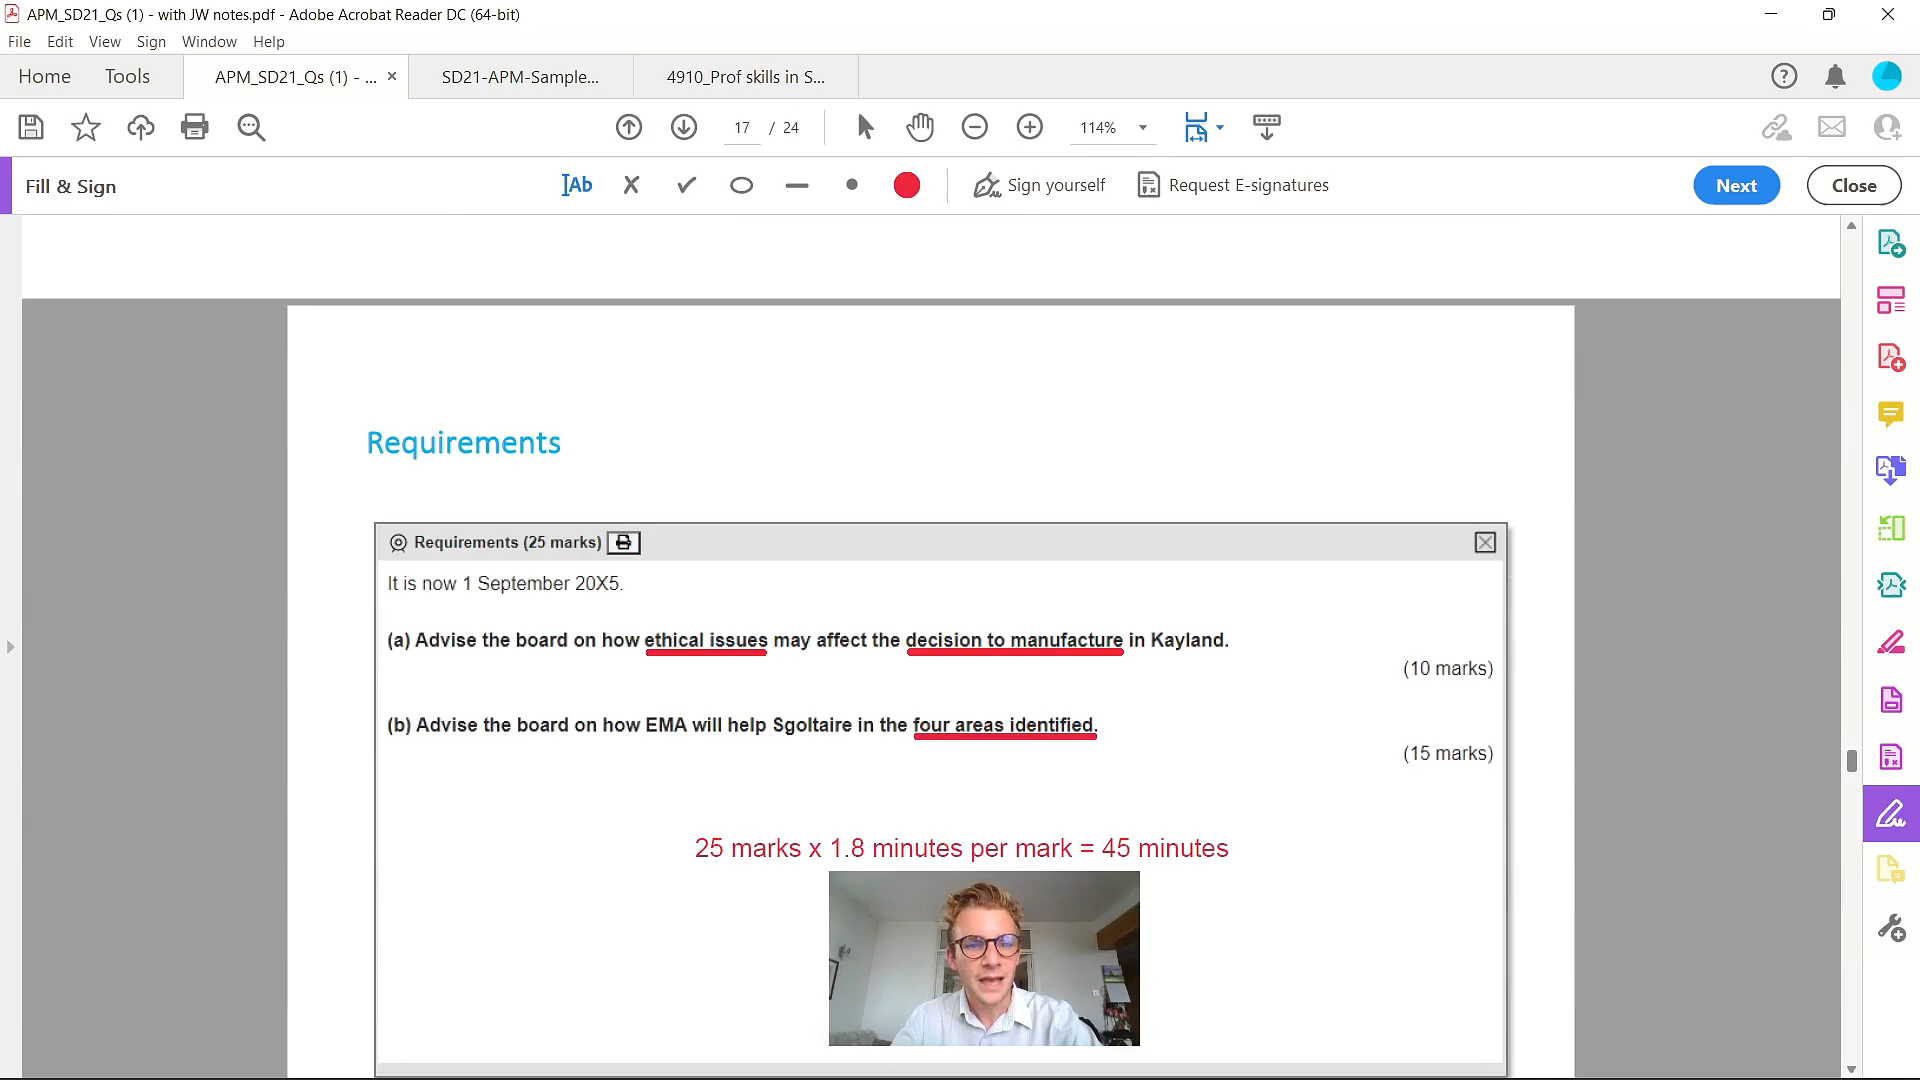 APM_SD21_Qs (1) - with JW notes.pdf - Adobe Acrobat Reader DC (64-bit)
File Edit View Sign Window Help
Home Tools APM_SD21_Qs (1) - ... × SD21-APM-Sample... 4910_Prof skills in S...
17 / 24 114%
Fill & Sign Ab Sign yourself Request E-signatures Next Close
Requirements
Requirements (25 marks)
It is now 1 September 20X5.
(a) Advise the board on how ethical issues may affect the decision to manufacture in Kayland.
(10 marks)
(b) Advise the board on how EMA will help Sgoltaire in the four areas identified.
(15 marks)
25 marks x 1.8 minutes per mark = 45 minutes